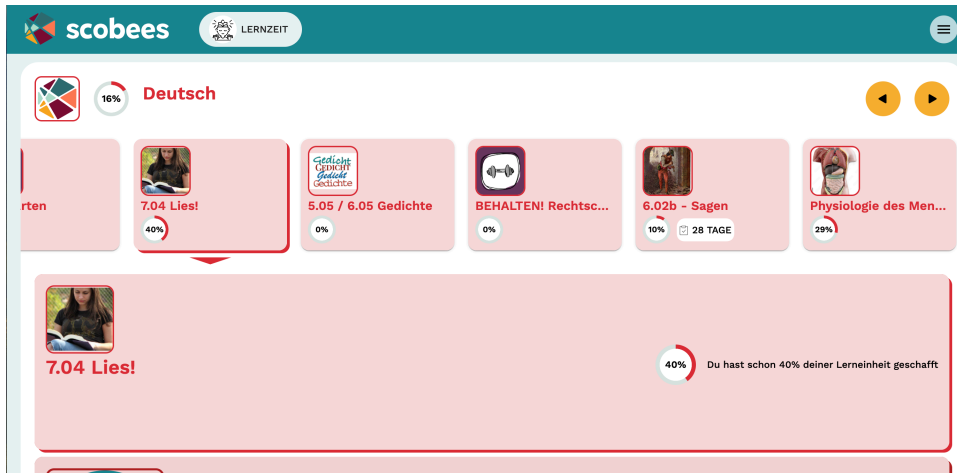 scobees
LERNZEIT
16%
Deutsch
rten
7.04 Lies!
40%
5.05 / 6.05 Gedichte
Gedicht
GEDICHT
Gedicht
Gedichte
0%
BEHALTEN! Rechtsc...
0%
6.02b - Sagen
10%
28 TAGE
Physiologie des Men...
29%
7.04 Lies!
40%
Du hast schon 40% deiner Lerneinheit geschafft